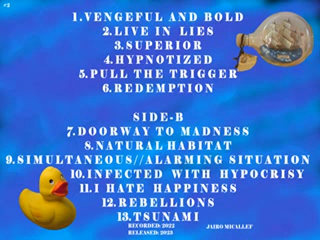 #2
1.VENGEFUL AND BOLD
2.LIVE IN LIES
3.SUPERIOR
4.HYPNOTIZED
5.PULL THE TRIGGER
6.REDEMPTION
SIDE-B
7.DOORWAY TO MADNESS
8.NATURAL HABITAT
9.SIMULTANEOUS//ALARMING SITUATION
10.INFECTED WITH HYPOCRISY
11.I HATE HAPPINESS
12.REBELLIONS
13.TSUNAMI
RECORDED: 2022 JAIRO MICALLEF
RELEASED: 2023